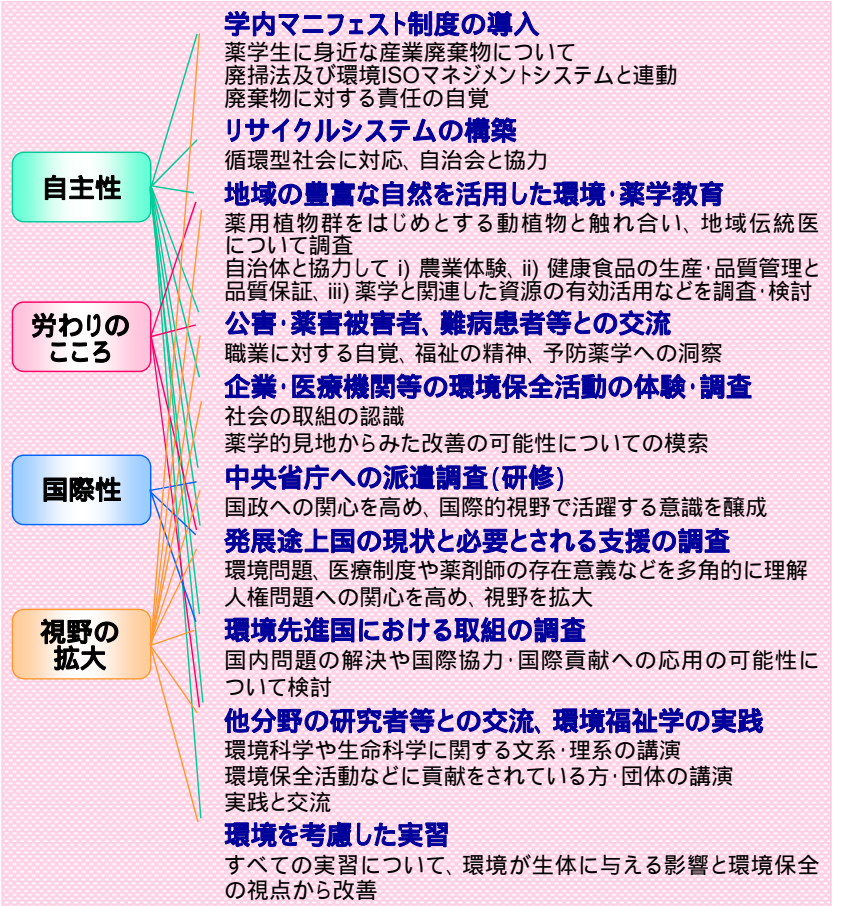 自主性
労わりの
こころ
国際性
視野の
拡大
学内マニフェスト制度の導入
薬学生に身近な産業廃棄物について
廃掃法及び環境ISOマネジメントシステムと連動
廃棄物に対する責任の自覚
リサイクルシステムの構築
循環型社会に対応、自治会と協力
地域の豊富な自然を活用した環境・薬学教育
薬用植物群をはじめとする動植物と触れ合い、地域伝統医
について調査
自治体と協力して i) 農業体験、ii) 健康食品の生産・品質管理と
品質保証、iii) 薬学と関連した資源の有効活用などを調査・検討
公害・薬害被害者、難病患者等との交流
職業に対する自覚、福祉の精神、予防薬学への洞察
企業・医療機関等の環境保全活動の体験・調査
社会の取組の認識
薬学的見地からみた改善の可能性についての模索
中央省庁への派遣調査(研修)
国政への関心を高め、国際的視野で活躍する意識を醸成
発展途上国の現状と必要とされる支援の調査
環境問題、医療制度や薬剤師の存在意義などを多角的に理解
人権問題への関心を高め、視野を拡大
環境先進国における取組の調査
国内問題の解決や国際協力・国際貢献への応用の可能性に
ついて検討
他分野の研究者等との交流、環境福祉学の実践
環境科学や生命科学に関する文系・理系の講演
環境保全活動などに貢献をされている方・団体の講演
実践と交流
環境を考慮した実習
すべての実習について、環境が生体に与える影響と環境保全
の視点から改善